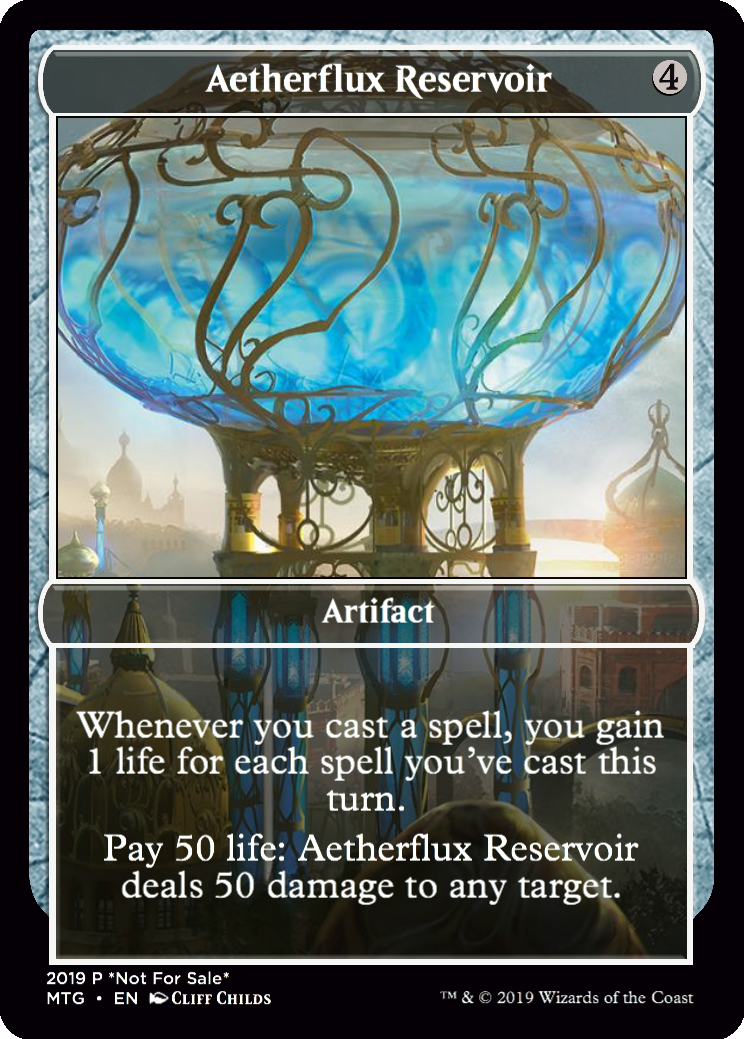 Aetherflux Reservoir 4
Artifact
Whenever you cast a spell, you gain
1 life for each spell you've cast this
turn.
Pay 50 life: Aetherflux Reservoir
deals 50 damage to any target.
2019 P *Not For Sale*
MTG • EN Cliff Childs
™ & © 2019 Wizards of the Coast